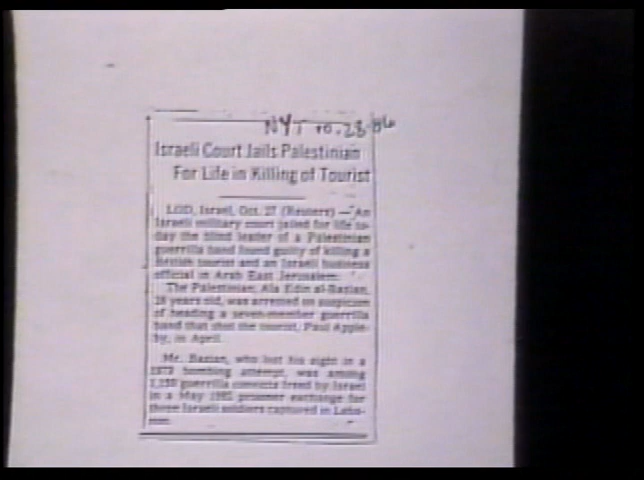 NYT 10.28.86
Israeli Court Jails Palestinian
For Life in Killing of Tourist
LOD, Israel, Oct. 27 (Reuters) — An
Israeli military court jailed for life to-
day the blind leader of a Palestinian
guerrilla band found guilty of killing a
British tourist and an Israeli business
official in Arab East Jerusalem.
The Palestinian, Ala Edin al-Bazian,
28 years old, was arrested on suspicion
of heading a seven-member guerrilla
band that shot the tourist, Paul Apple-
by, in April.
Mr. Bazian, who lost his sight in a
1979 bombing attempt, was among
1,150 guerrilla convicts freed by Israel
in a May 1985 prisoner exchange for
three Israeli soldiers captured in Leba-
non.